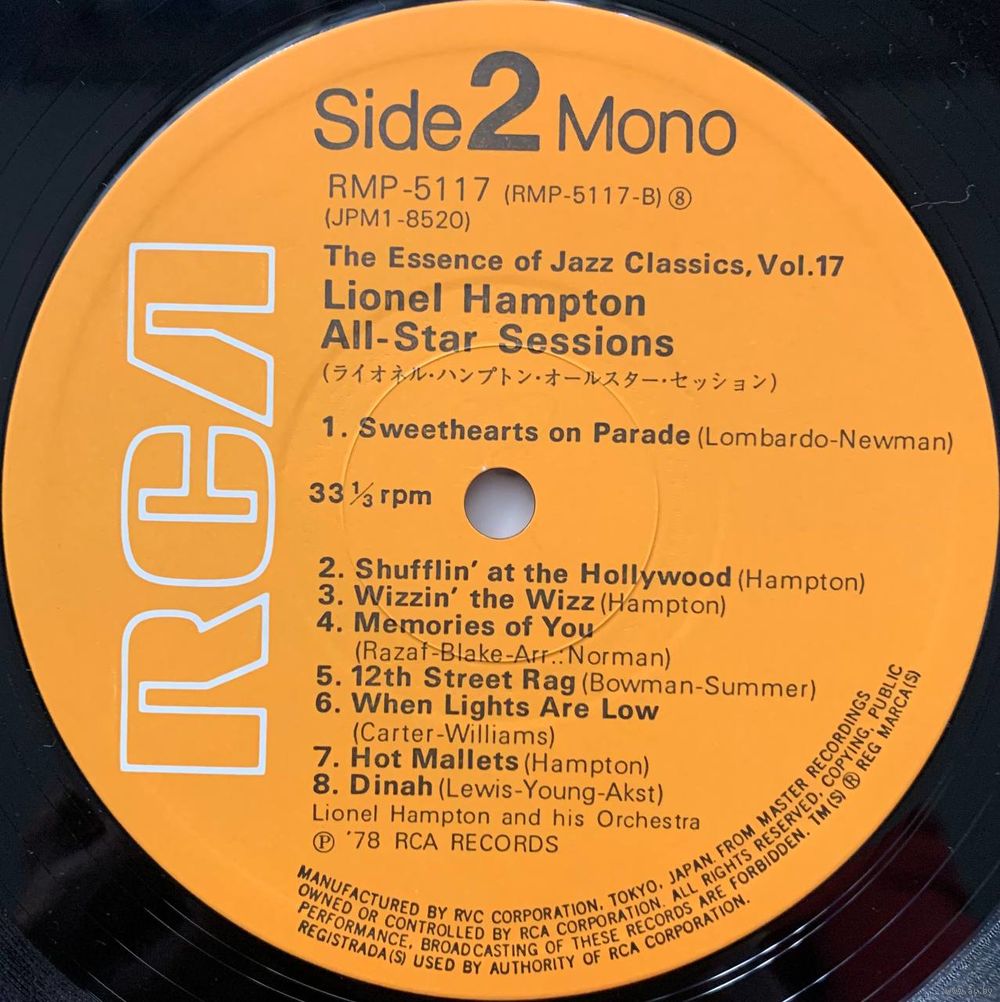 Side 2 Mono
RMP-5117 (RMP-5117-B) ⑧
(JPM1-8520)
The Essence of Jazz Classics, Vol.17
Lionel Hampton
All-Star Sessions
(ライオネル・ハンプトン・オールスター・セッション)
1. Sweethearts on Parade (Lombardo-Newman)
33 ⅓ rpm
2. Shufflin' at the Hollywood (Hampton)
3. Wizzin' the Wizz (Hampton)
4. Memories of You
(Razaf-Blake-Arr.: Norman)
5. 12th Street Rag (Bowman-Summer)
6. When Lights Are Low
(Carter-Williams)
7. Hot Mallets (Hampton)
8. Dinah (Lewis-Young-Akst)
Lionel Hampton and his Orchestra
Ⓟ '78 RCA RECORDS
RCA
MANUFACTURED BY RVC CORPORATION, TOKYO, JAPAN FROM MASTER RECORDINGS
OWNED OR CONTROLLED BY RCA CORPORATION. ALL RIGHTS RESERVED, COPYING, PUBLIC
PERFORMANCE, BROADCASTING OF THESE RECORDS ARE FORBIDDEN. TM(S) ® REG MARCA(S)
REGISTRADA(S) USED BY AUTHORITY OF RCA CORPORATION.